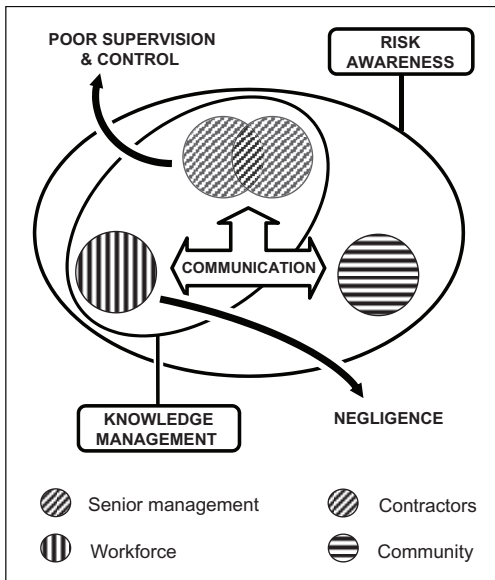 POOR SUPERVISION
& CONTROL
RISK
AWARENESS
COMMUNICATION
KNOWLEDGE
MANAGEMENT
NEGLIGENCE
Senior management
Contractors
Workforce
Community